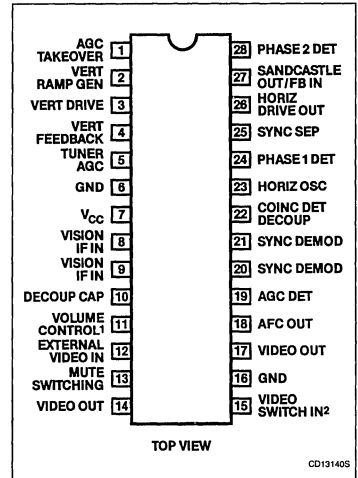 AGC
TAKEOVER
1
VERT
RAMP GEN
2
VERT DRIVE
3
VERT
FEEDBACK
4
TUNER
AGC
5
GND
6
VCC
7
VISION
IF IN
8
VISION
IF IN
9
DECOUP CAP
10
VOLUME
CONTROL1
11
EXTERNAL
VIDEO IN
12
MUTE
SWITCHING
13
VIDEO OUT
14
28
PHASE 2 DET
27
SANDCASTLE
OUT/FB IN
26
HORIZ
DRIVE OUT
25
SYNC SEP
24
PHASE 1 DET
23
HORIZ OSC
22
COINC DET
DECOUP
21
SYNC DEMOD
20
SYNC DEMOD
19
AGC DET
18
AFC OUT
17
VIDEO OUT
16
GND
15
VIDEO
SWITCH IN2
TOP VIEW
CD13140S